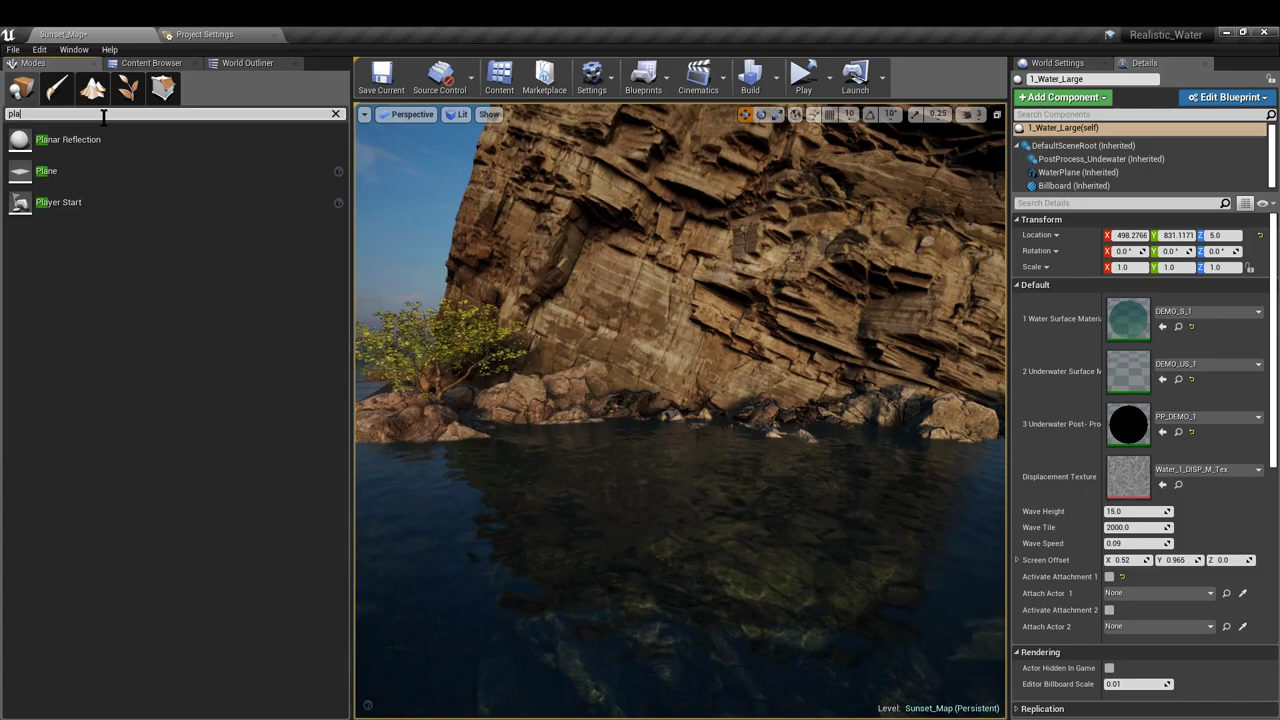 Sunset_Map*
Project Settings
Realistic_Water
File
Edit
Window
Help
Modes
Content Browser
World Outliner
World Settings
Details
pla
Planar Reflection
Plane
Player Start
Save Current
Source Control
Content
Marketplace
Settings
Blueprints
Cinematics
Build
Play
Launch
Perspective
Lit
Show
10
10°
0.25
3
Level: Sunset_Map (Persistent)
1_Water_Large
+Add Component
Edit Blueprint
Search Components
1_Water_Large(self)
DefaultSceneRoot (Inherited)
PostProcess_Underwater (Inherited)
WaterPlane (Inherited)
Billboard (Inherited)
Search Details
Transform
Location X 498.2766 Y 831.1171 Z 5.0
Rotation X 0.0 ° Y 0.0 ° Z 0.0 °
Scale X 1.0 Y 1.0 Z 1.0
Default
1 Water Surface Materi
DEMO_S_1
2 Underwater Surface M
DEMO_US_1
3 Underwater Post- Pro
PP_DEMO_1
Displacement Texture
Water_1_DISP_M_Tex
Wave Height 15.0
Wave Tile 2000.0
Wave Speed 0.09
Screen Offset X 0.52 Y 0.965 Z 0.0
Activate Attachment 1
Attach Actor 1 None
Activate Attachment 2
Attach Actor 2 None
Rendering
Actor Hidden In Game
Editor Billboard Scale 0.01
Replication